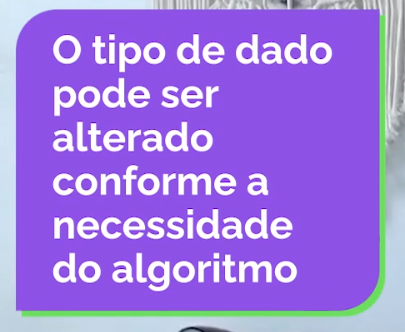 O tipo de dado
pode ser
alterado
conforme a
necessidade
do algoritmo